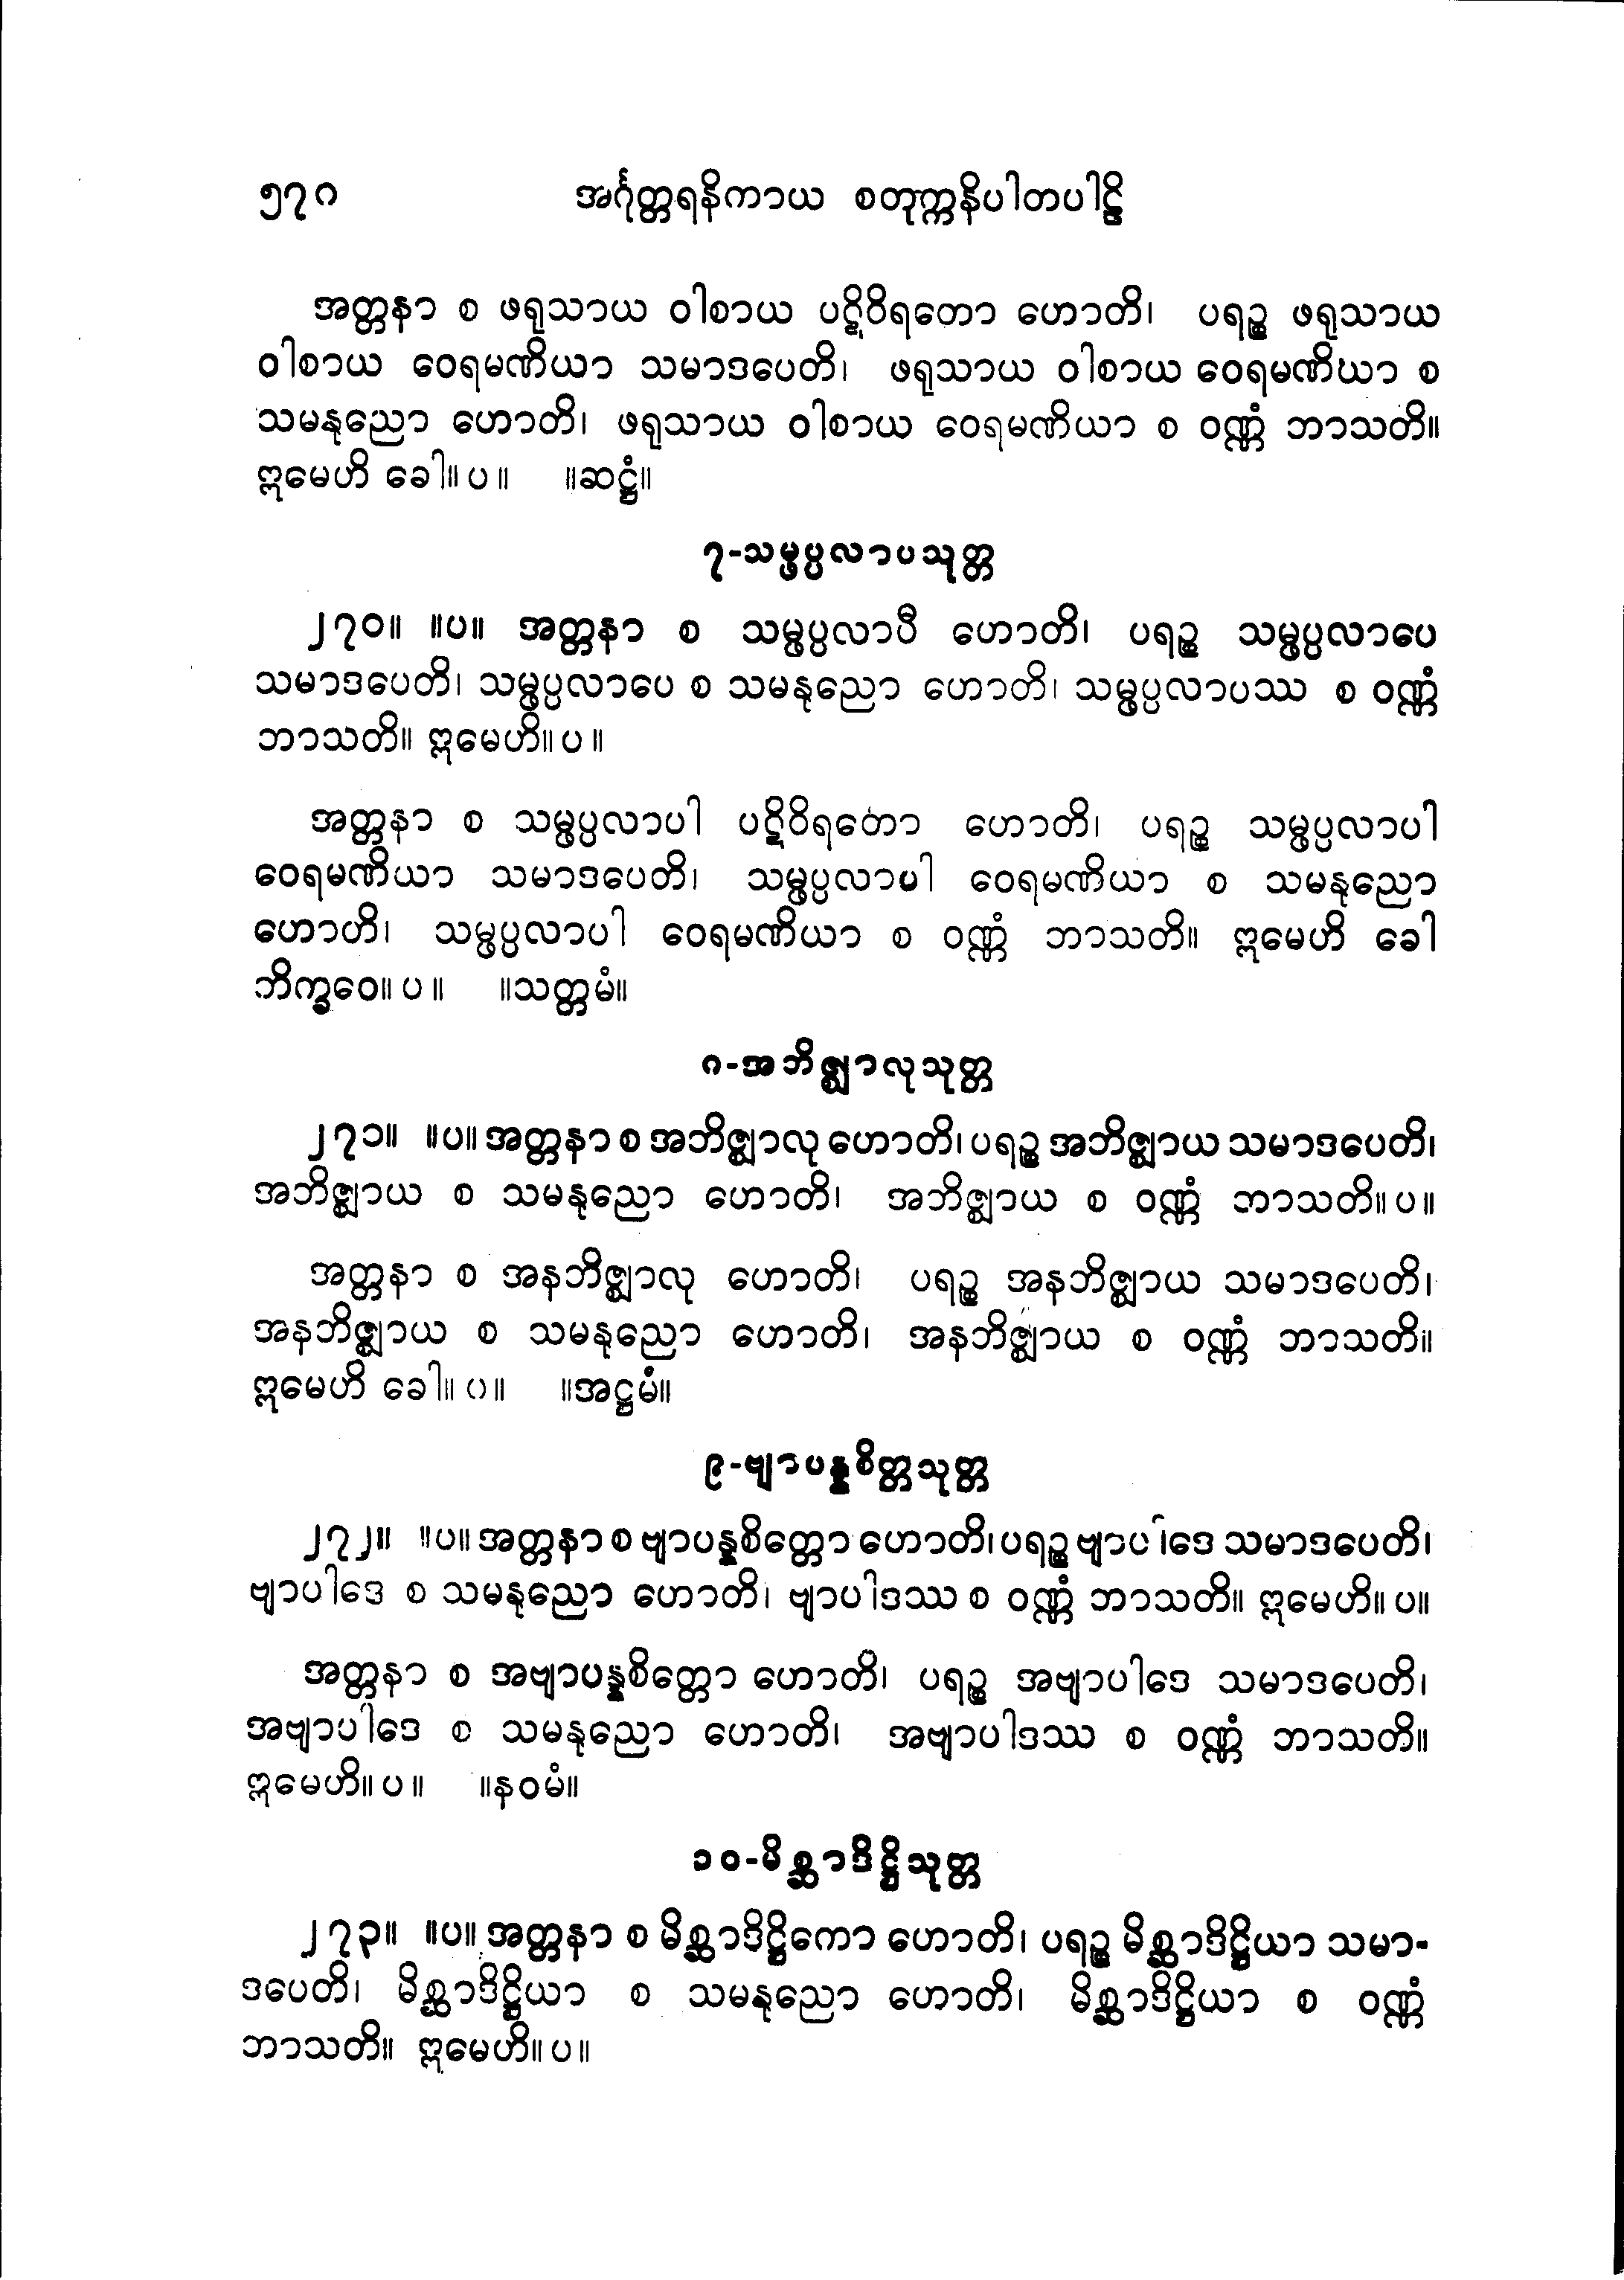 ၅၇၈ အင်္ဂုတ္တရနိကာယ စတုက္ကနိပါတပါဠိ
အတ္တနာ စ ဖရုသာယ ဝါစာယ ပဋိဝိရတော ဟောတိ၊ ပရဉ္စ ဖရုသာယ
ဝါစာယ ဝေရမဏိယာ သမာဒပေတိ၊ ဖရုသာယ ဝါစာယ ဝေရမဏိယာ စ
သမနုညော ဟောတိ၊ ဖရုသာယ ဝါစာယ ဝေရမဏိယာ စ ဝဏ္ဏံ ဘာသတိ။
ဣမေဟိ ခေါ။ပ။ ။ဆဋ္ဌံ။
၇-သမ္ဖပ္ပလာပသုတ္တ
၂၇၀။ ။ပ။ အတ္တနာ စ သမ္ဖပ္ပလာပီ ဟောတိ၊ ပရဉ္စ သမ္ဖပ္ပလာပေ
သမာဒပေတိ၊ သမ္ဖပ္ပလာပေ စ သမနုညော ဟောတိ၊ သမ္ဖပ္ပလာပဿ စ ဝဏ္ဏံ
ဘာသတိ။ ဣမေဟိ။ပ။
အတ္တနာ စ သမ္ဖပ္ပလာပါ ပဋိဝိရတော ဟောတိ၊ ပရဉ္စ သမ္ဖပ္ပလာပါ
ဝေရမဏိယာ သမာဒပေတိ၊ သမ္ဖပ္ပလာပါ ဝေရမဏိယာ စ သမနုညော
ဟောဟိ၊ သမ္ဖပ္ပလာပါ ဝေရမဏိယာ စ ဝဏ္ဏံ ဘာသတိ။ ဣမေဟိ ခေါ
ဘိက္ခဝေ။ပ။ ။သတ္တမံ။
၈-အဘိဇ္ဈာလုသုတ္တ
၂၇၁။ ။ပ။ အတ္တနာ စ အဘိဇ္ဈာလု ဟောတိ၊ ပရဉ္စ အဘိဇ္ဈာယ သမာဒပေတိ၊
အဘိဇ္ဈာယ စ သမနုညော ဟောတိ၊ အဘိဇ္ဈာယ စ ဝဏ္ဏံ ဘာသတိ။ပ။
အတ္တနာ စ အနဘိဇ္ဈာလု ဟောတိ၊ ပရဉ္စ အနဘိဇ္ဈာယ သမာဒပေတိ၊
အနဘိဇ္ဈာယ စ သမနုညော ဟောတိ၊ အနဘိဇ္ဈာယ စ ဝဏ္ဏံ ဘာသတိ။
ဣမေဟိ ခေါ။ပ။ ။အဋ္ဌမံ။
၉-ဗျာပန္နစိတ္တသုတ္တ
၂၇၂။ ။ပ။ အတ္တနာ စ ဗျာပန္နစိတ္တော ဟောတိ၊ ပရဉ္စ ဗျာပါဒေ သမာဒပေတိ၊
ဗျာပါဒေ စ သမနုညော ဟောတိ၊ ဗျာပါဒဿ စ ဝဏ္ဏံ ဘာသတိ။ ဣမေဟိ။ပ။
အတ္တနာ စ အဗျာပန္နစိတ္တော ဟောတိ၊ ပရဉ္စ အဗျာပါဒေ သမာဒပေတိ၊
အဗျာပါဒေ စ သမနုညော ဟောတိ၊ အဗျာပါဒဿ စ ဝဏ္ဏံ ဘာသတိ။
ဣမေဟိ။ပ။ ။နဝမံ။
၁၀-မိစ္ဆာဒိဋ္ဌိသုတ္တ
၂၇၃။ ။ပ။ အတ္တနာ စ မိစ္ဆာဒိဋ္ဌိကော ဟောတိ၊ ပရဉ္စ မိစ္ဆာဒိဋ္ဌိယာ သမာ-
ဒပေတိ၊ မိစ္ဆာဒိဋ္ဌိယာ စ သမနုညော ဟောတိ၊ မိစ္ဆာဒိဋ္ဌိယာ စ ဝဏ္ဏံ
ဘာသတိ။ ဣမေဟိ။ပ။